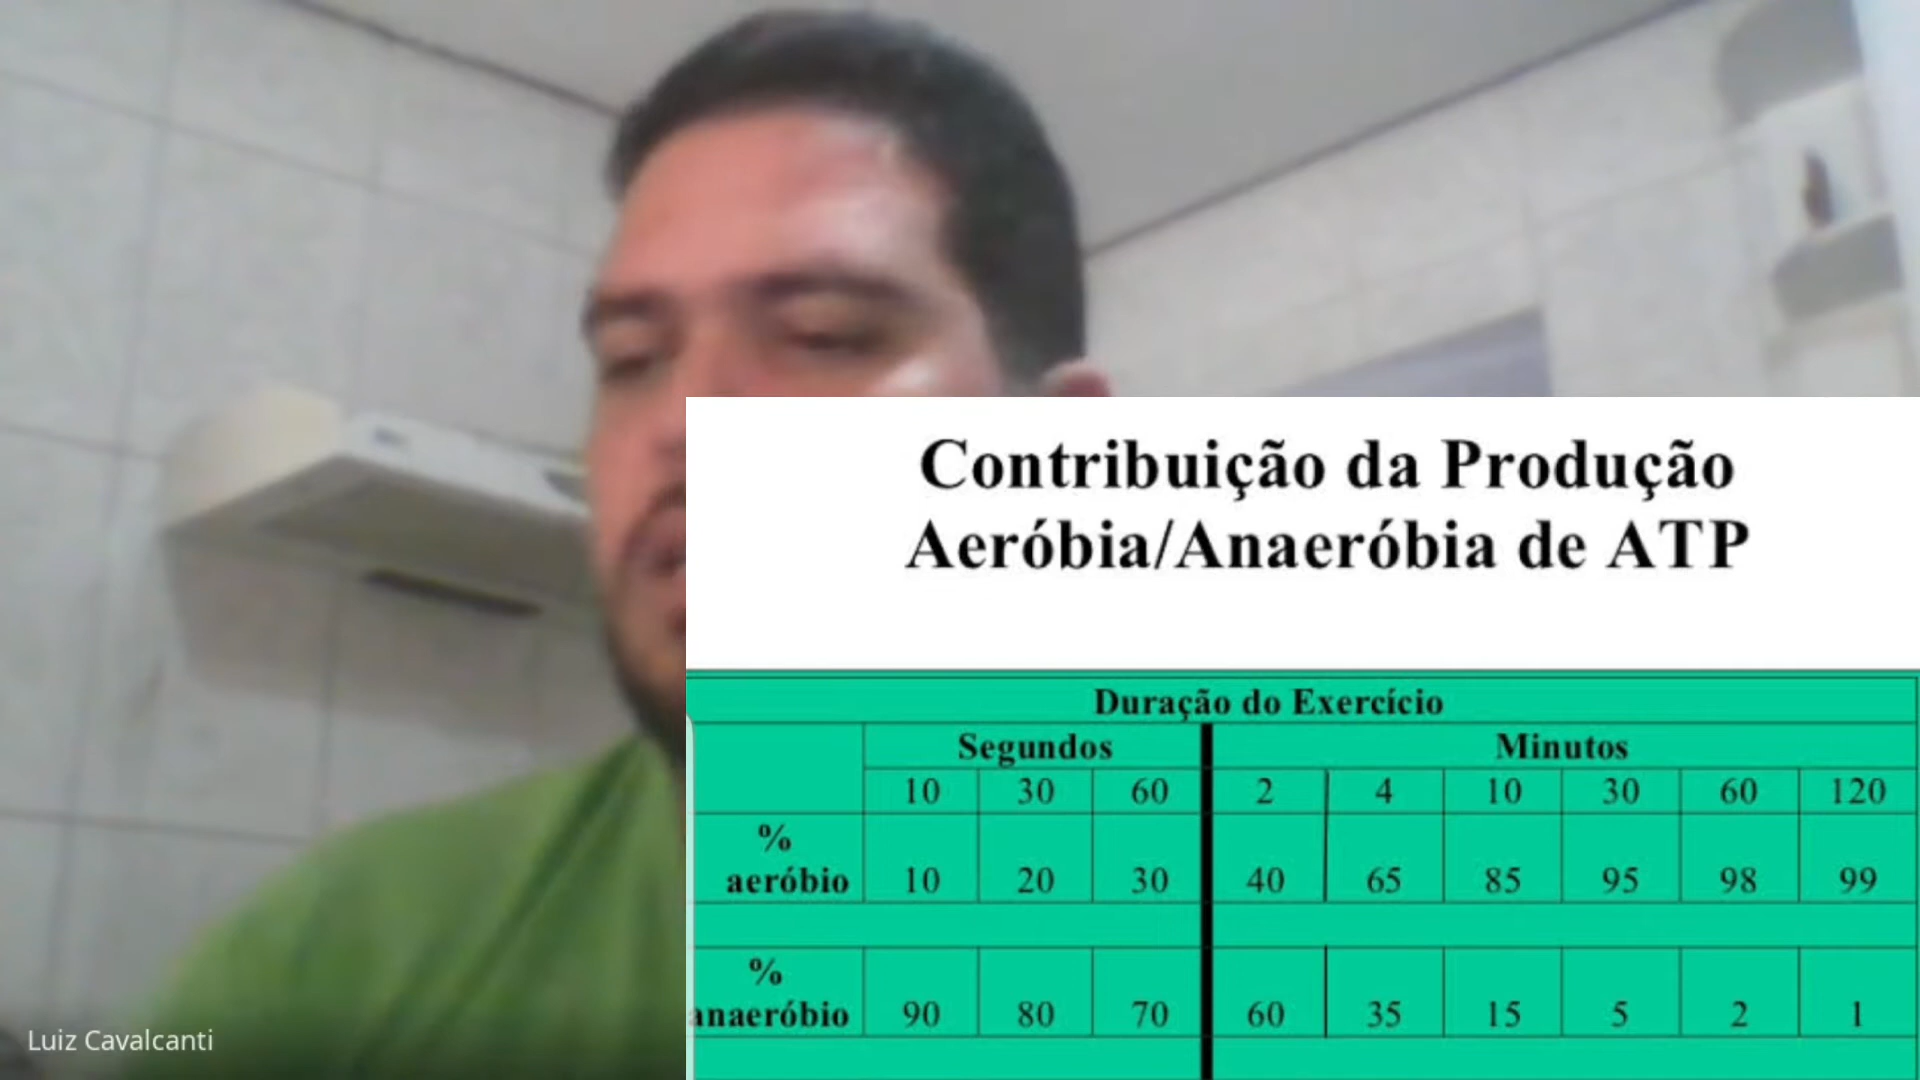 Contribuição da Produção
Aeróbia/Anaeróbia de ATP
Duração do Exercício
Segundos Minutos
10 30 60 2 4 10 30 60 120
%
aeróbio 10 20 30 40 65 85 95 98 99
%
anaeróbio 90 80 70 60 35 15 5 2 1
Luiz Cavalcanti